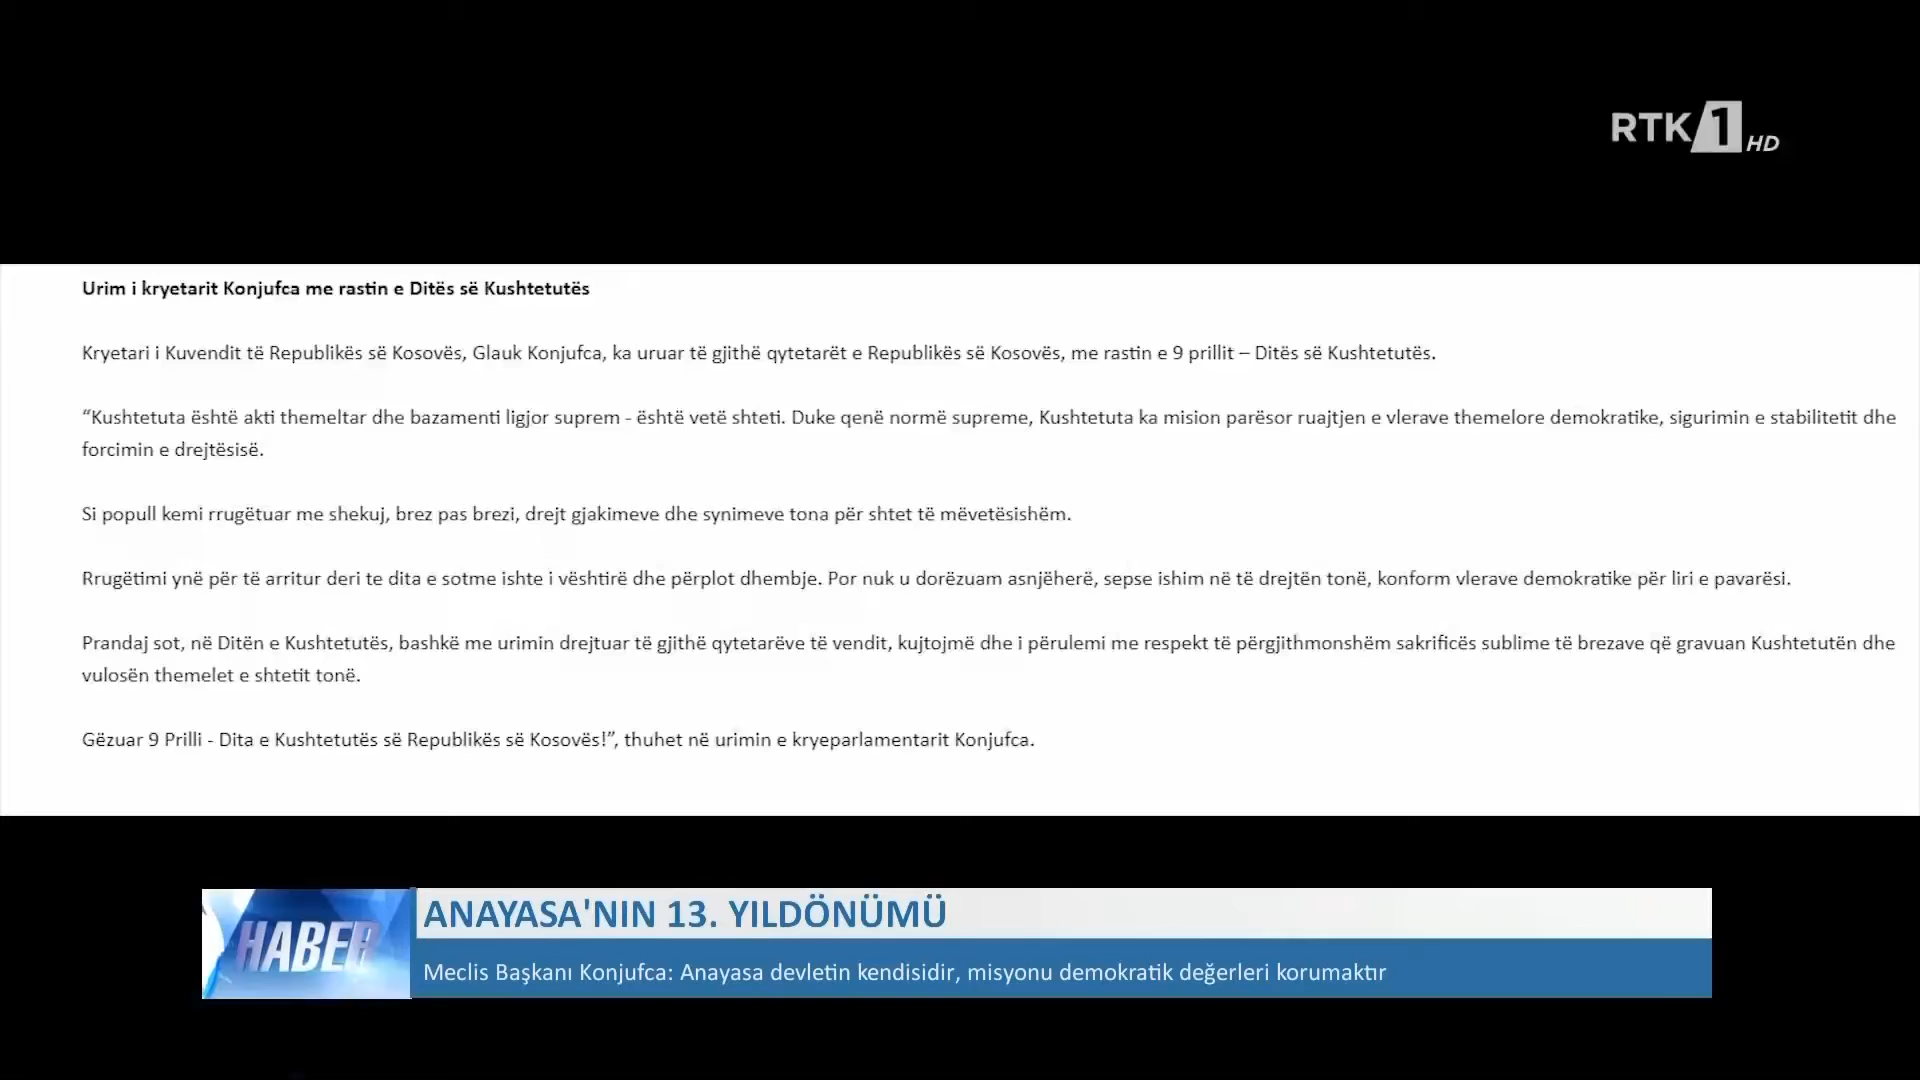 RTK 1 HD
Urim i kryetarit Konjufca me rastin e Ditës së Kushtetutës
Kryetari i Kuvendit të Republikës së Kosovës, Glauk Konjufca, ka uruar të gjithë qytetarët e Republikës së Kosovës, me rastin e 9 prillit – Ditës së Kushtetutës.
“Kushtetuta është akti themeltar dhe bazamenti ligjor suprem - është vetë shteti. Duke qenë normë supreme, Kushtetuta ka mision parësor ruajtjen e vlerave themelore demokratike, sigurimin e stabilitetit dhe
forcimin e drejtësisë.
Si popull kemi rrugëtuar me shekuj, brez pas brezi, drejt gjakimeve dhe synimeve tona për shtet të mëvetësishëm.
Rrugëtimi ynë për të arritur deri te dita e sotme ishte i vështirë dhe përplot dhembje. Por nuk u dorëzuam asnjëherë, sepse ishim në të drejtën tonë, konform vlerave demokratike për liri e pavarësi.
Prandaj sot, në Ditën e Kushtetutës, bashkë me urimin drejtuar të gjithë qytetarëve të vendit, kujtojmë dhe i përulemi me respekt të përgjithmonshëm sakrificës sublime të brezave që gravuan Kushtetutën dhe
vulosën themelet e shtetit tonë.
Gëzuar 9 Prilli - Dita e Kushtetutës së Republikës së Kosovës!”, thuhet në urimin e kryeparlamentarit Konjufca.
HABER
ANAYASA'NIN 13. YILDÖNÜMÜ
Meclis Başkanı Konjufca: Anayasa devletin kendisidir, misyonu demokratik değerleri korumaktır